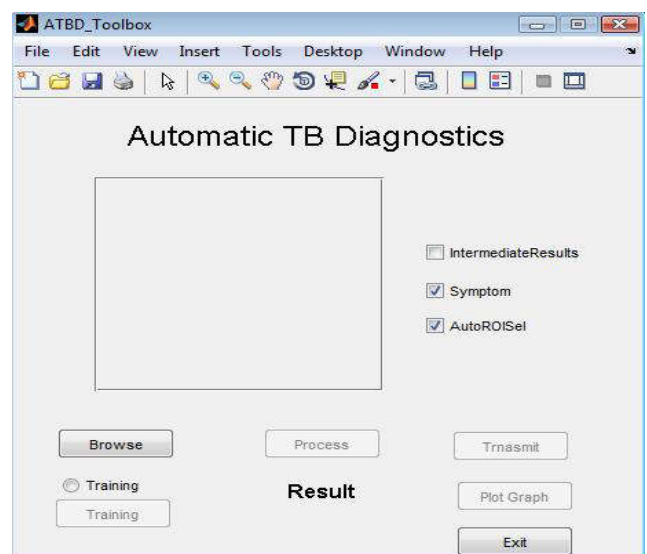 ATBD_Toolbox
File Edit View Insert Tools Desktop Window Help
Automatic TB Diagnostics
IntermediateResults
Symptom
AutoROISel
Browse Process Trnasmit
Training
Result
Training
Plot Graph
Exit